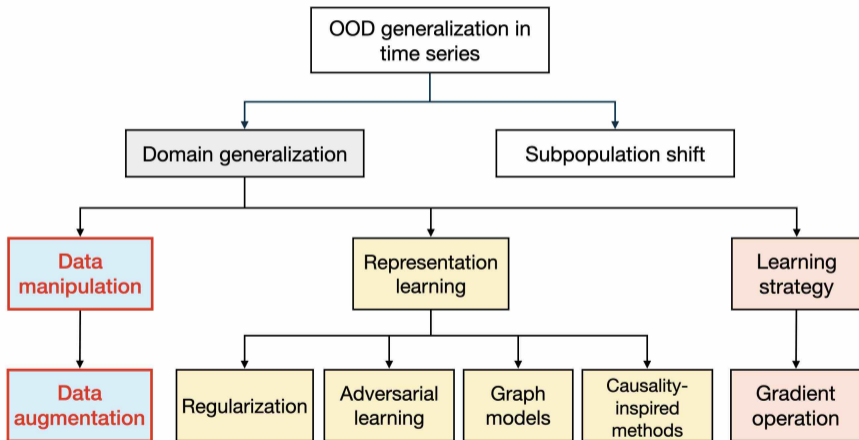 OOD generalization in
time series
Domain generalization
Subpopulation shift
Data
manipulation
Representation
learning
Learning
strategy
Data
augmentation
Regularization
Adversarial
learning
Graph
models
Causality-
inspired
methods
Gradient
operation